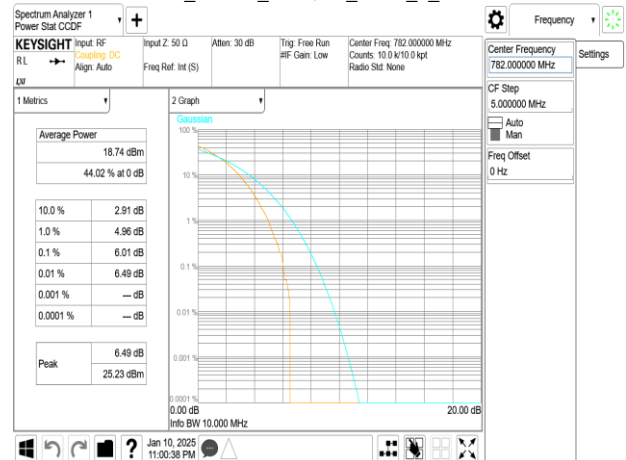 Spectrum Analyzer 1
Power Stat CCDF
Frequency
KEYSIGHT
RL
Input: RF
Coupling: DC
Align: Auto
Input Z: 50 Ω
Freq Ref: Int (S)
Atten: 30 dB
Trig: Free Run
#IF Gain: Low
Center Freq: 782.000000 MHz
Counts: 10.0 k/10.0 kpt
Radio Std: None
Center Frequency
782.000000 MHz
Settings
CF Step
5.000000 MHz
Auto
Man
Freq Offset
0 Hz
1 Metrics
Average Power
18.74 dBm
44.02 % at 0 dB
10.0 % 2.91 dB
1.0 % 4.96 dB
0.1 % 6.01 dB
0.01 % 6.49 dB
0.001 % --- dB
0.0001 % --- dB
Peak 6.49 dB
25.23 dBm
2 Graph
Gaussian
100 %
10 %
1 %
0.1 %
0.01 %
0.001 %
0.0001 %
0.00 dB 20.00 dB
Info BW 10.000 MHz
?
Jan 10, 2025
11:00:38 PM